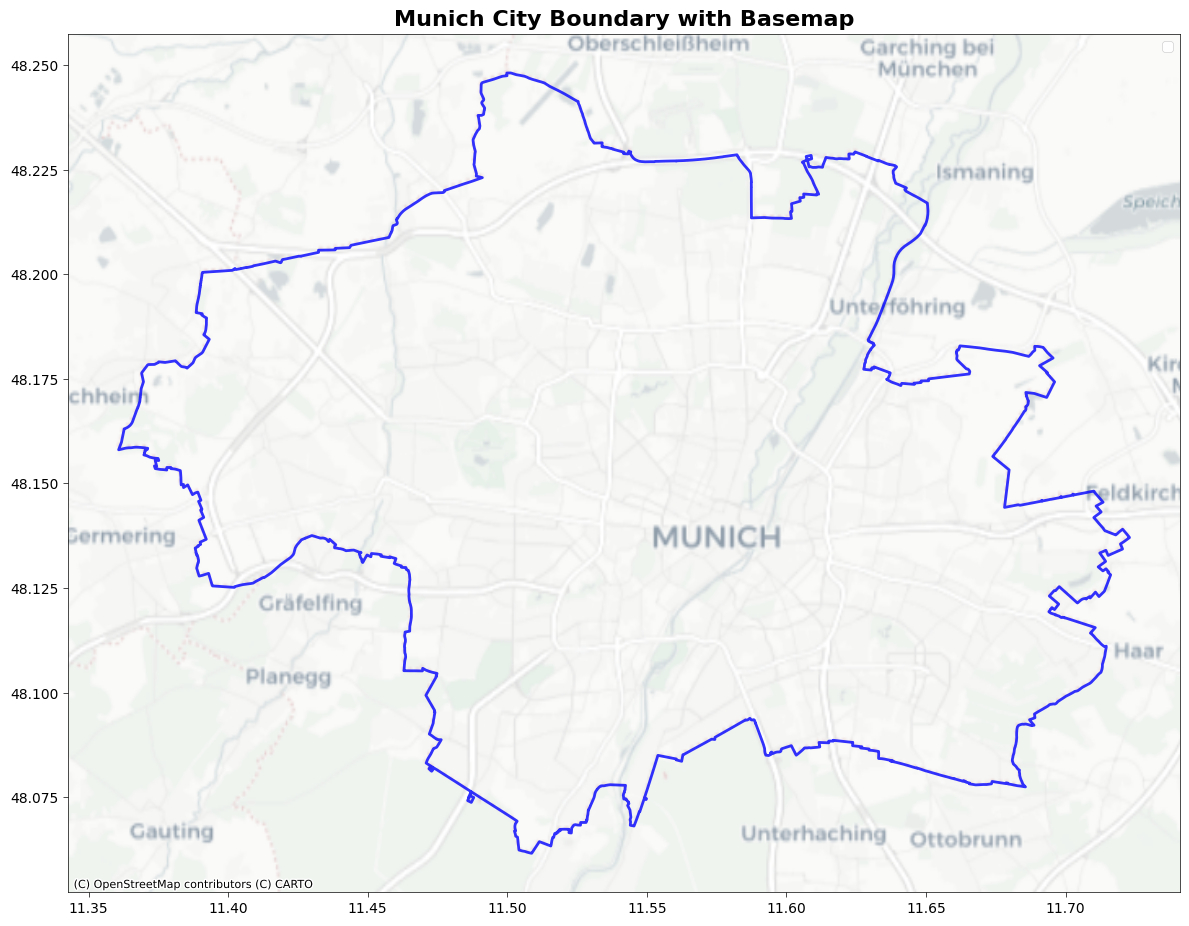 Munich City Boundary with Basemap
Oberschleißheim
Garching bei
München
48.250
48.225
Ismaning
Speich
48.200
Unterföhring
48.175
Kirc
M
chheim
48.150
Feldkirch
Germering
MUNICH
48.125
Gräfelfing
Haar
Planegg
48.100
48.075
Gauting
Unterhaching
Ottobrunn
(C) OpenStreetMap contributors (C) CARTO
11.35
11.40
11.45
11.50
11.55
11.60
11.65
11.70